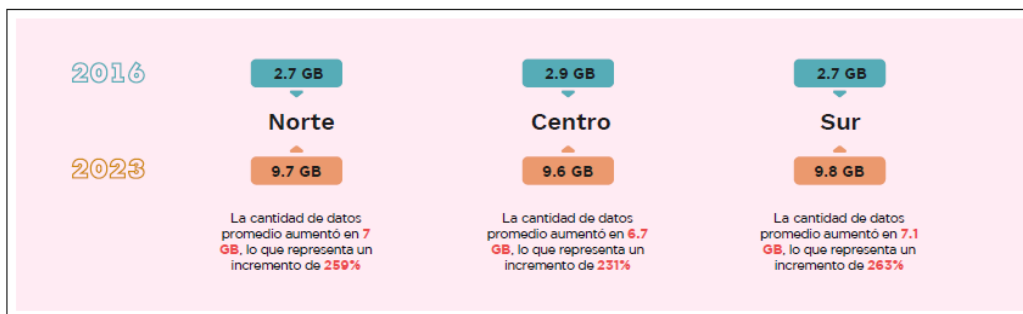 2016 2.7 GB 2.9 GB 2.7 GB
Norte Centro Sur
2023 9.7 GB 9.6 GB 9.8 GB
La cantidad de datos
promedio aumentó en 7
GB, lo que representa un
incremento de 259%
La cantidad de datos
promedio aumentó en 6.7
GB, lo que representa un
incremento de 231%
La cantidad de datos
promedio aumentó en 7.1
GB, lo que representa un
incremento de 263%